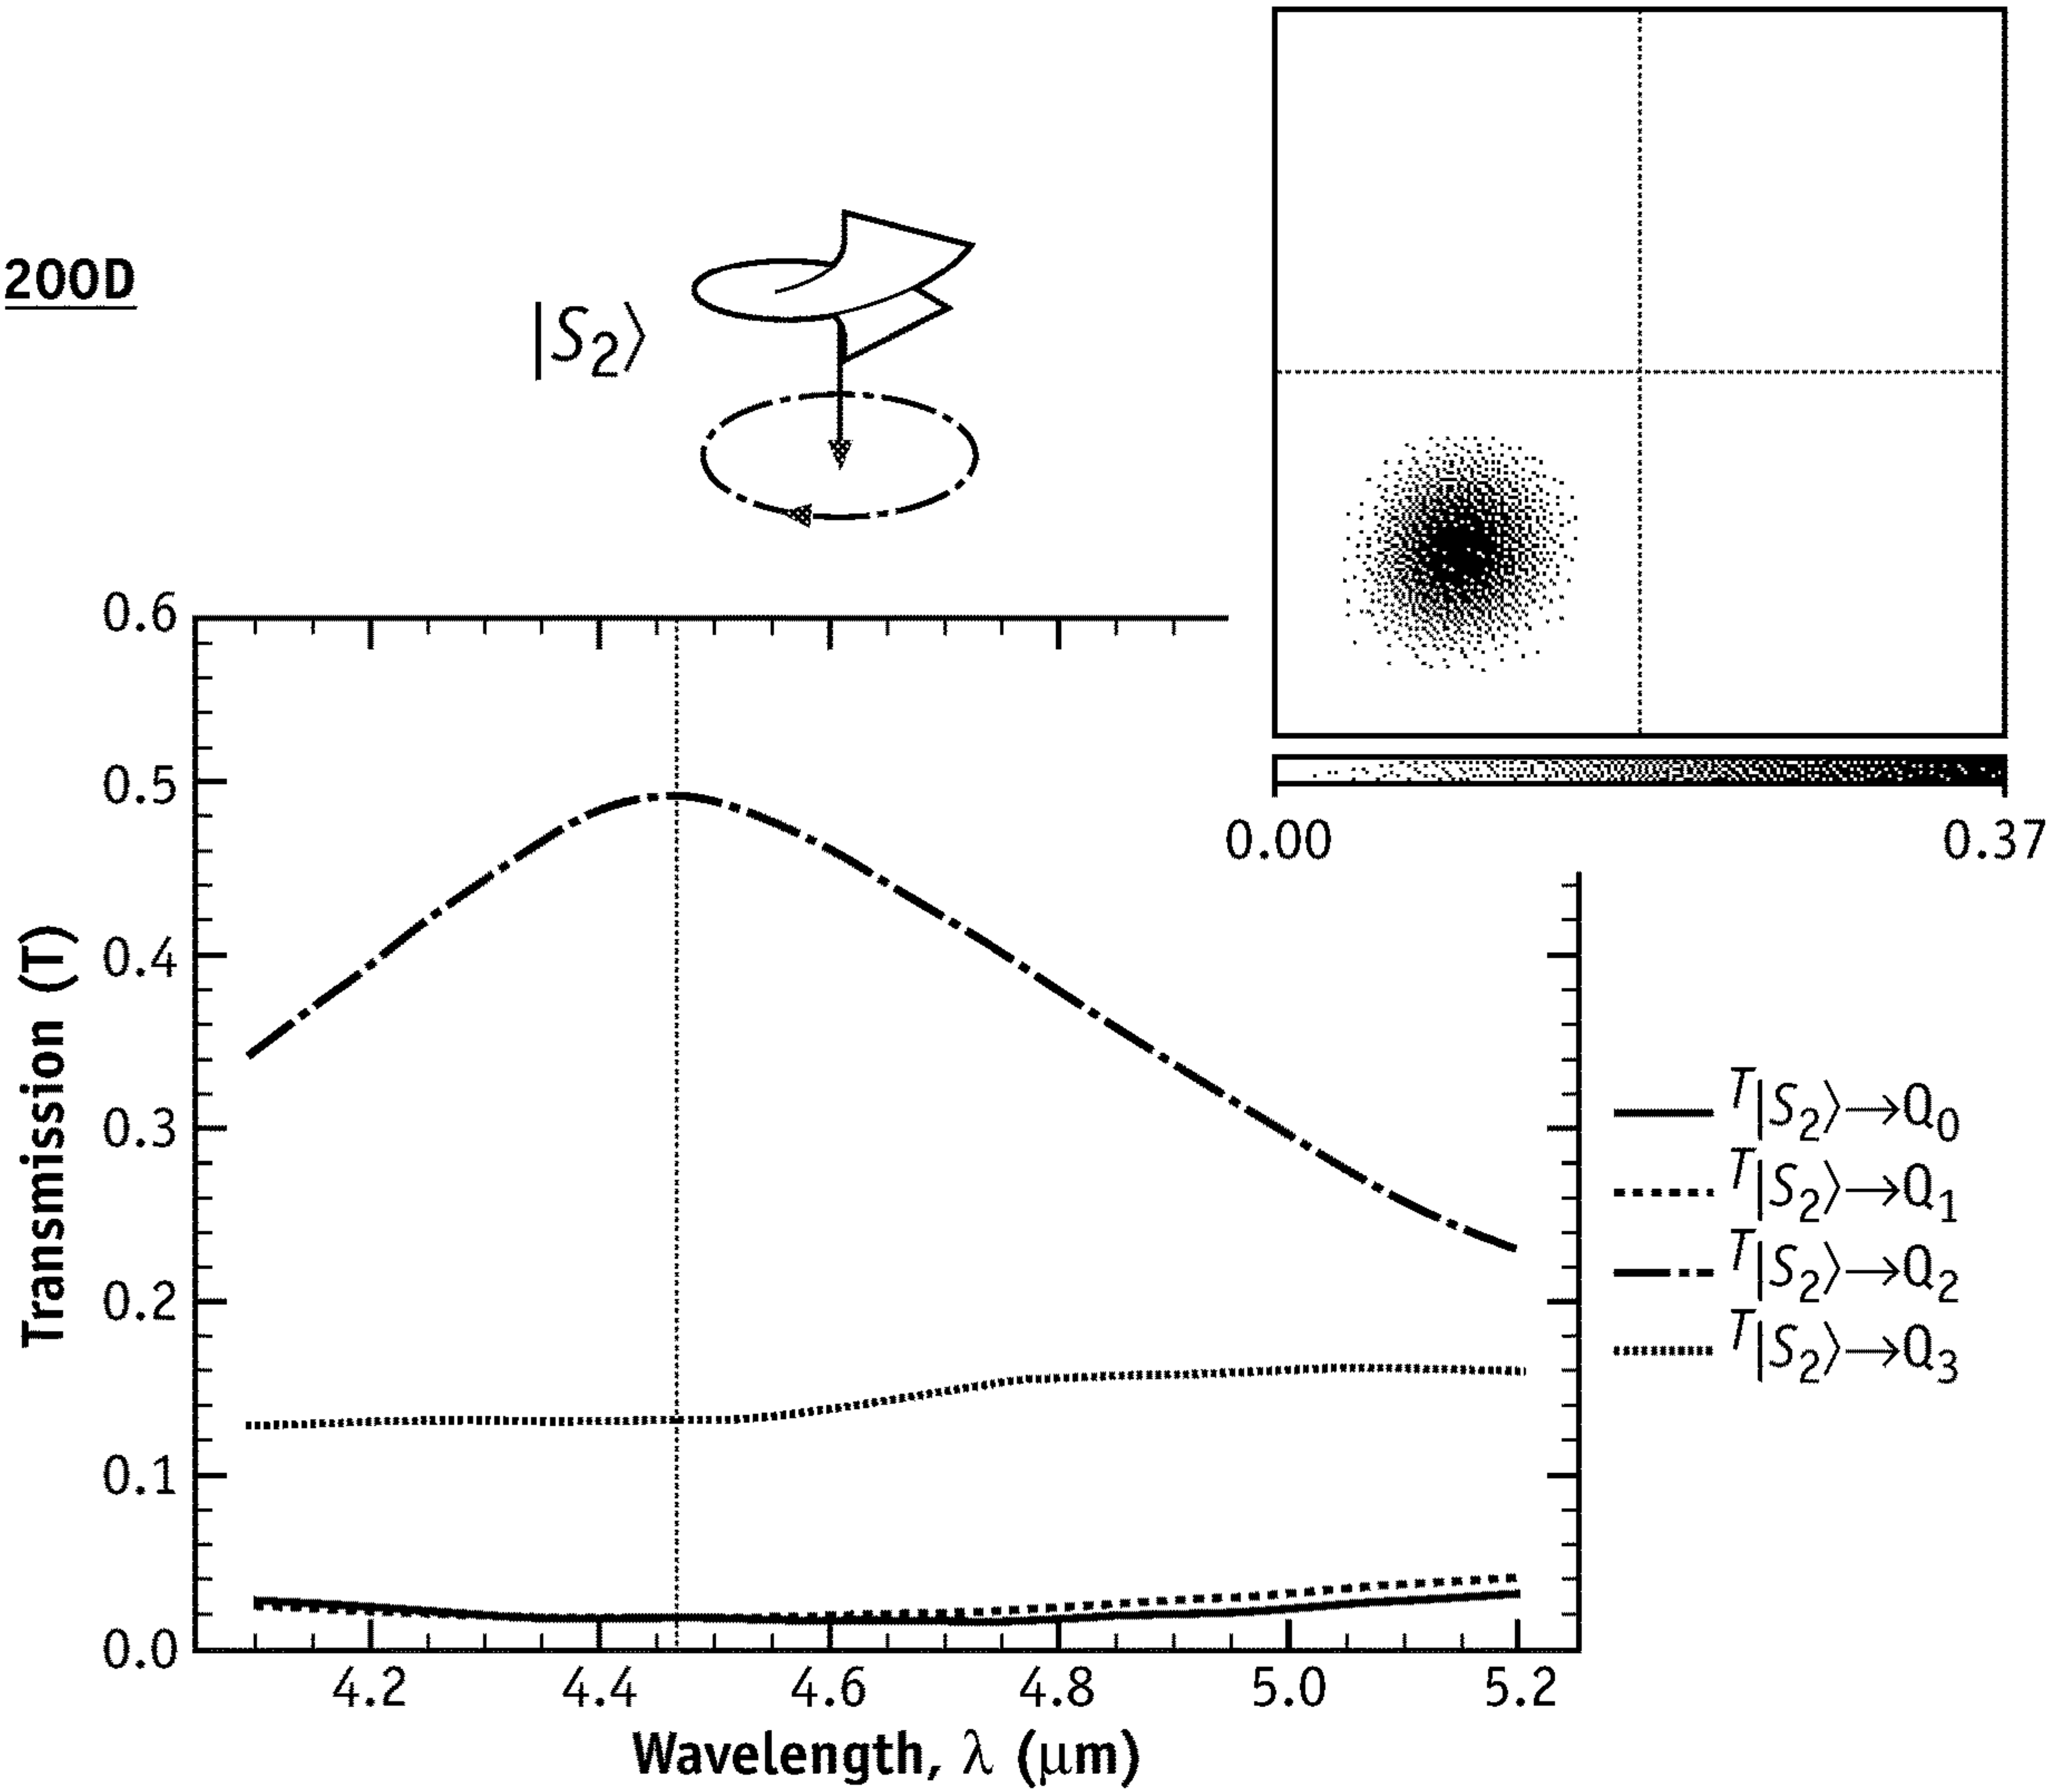 200D
|S2⟩
0.00
0.37
0.6
0.5
0.4
0.3
0.2
0.1
0.0
Transmission (T)
4.2
4.4
4.6
4.8
5.0
5.2
Wavelength, λ (μm)
T|S2⟩→Q0
T|S2⟩→Q1
T|S2⟩→Q2
T|S2⟩→Q3